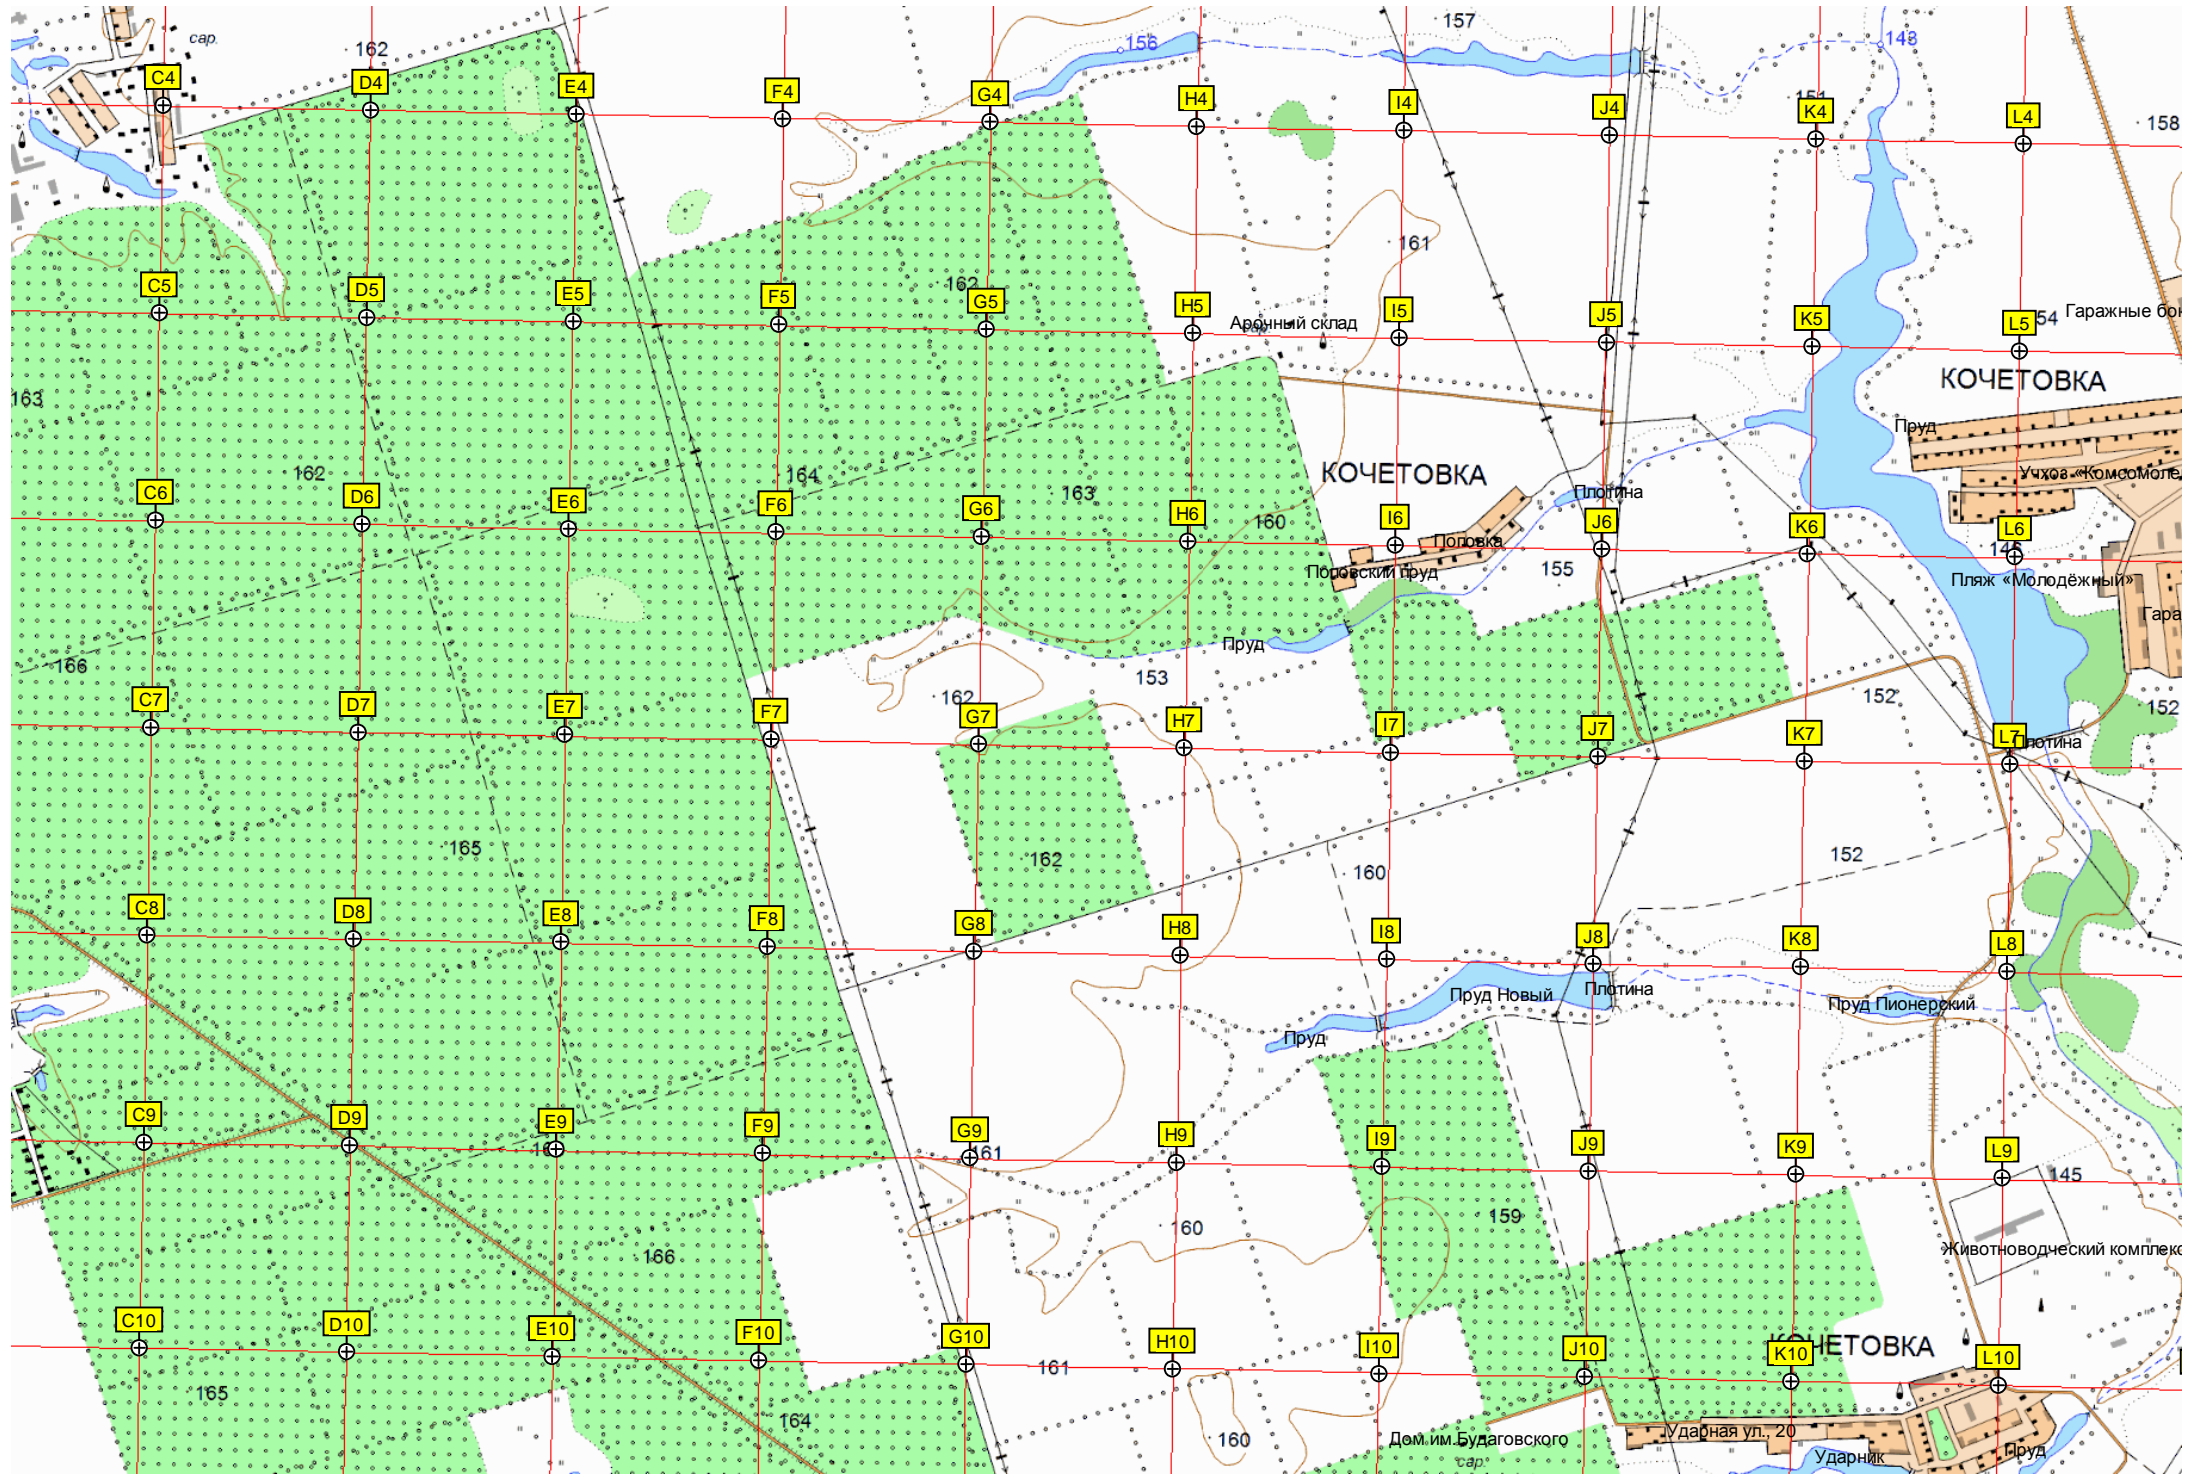 сар.
162
156
157
143
C4
D4
E4
F4
G4
H4
I4
J4
151
K4
L4
158
161
C5
D5
E5
F5
162
G5
H5
Арочный склад
I5
J5
K5
L5
54
Гаражные бо
163
КОЧЕТОВКА
Пруд
162
164
163
КОЧЕТОВКА
Плотина
Учхоз «Комсомоле
C6
D6
E6
F6
G6
H6
160
I6
Поповка
J6
K6
L6
Поповский пруд
155
Пляж «Молодёжный»
Гара
166
Пруд
153
162
152
152
C7
D7
E7
F7
G7
H7
I7
J7
K7
L7
Плотина
165
162
160
152
C8
D8
E8
F8
G8
H8
I8
J8
K8
L8
Пруд Новый
Плотина
Пруд Пионерский
Пруд
C9
D9
E9
F9
G9
161
H9
I9
J9
K9
L9
145
166
160
159
Животноводческий комплекс
C10
D10
E10
F10
G10
161
H10
I10
J10
КОЧЕТОВКА
K10
L10
165
164
160
Дом им.Будаговского
сар.
Ударная ул., 20
Ударник
Пруд